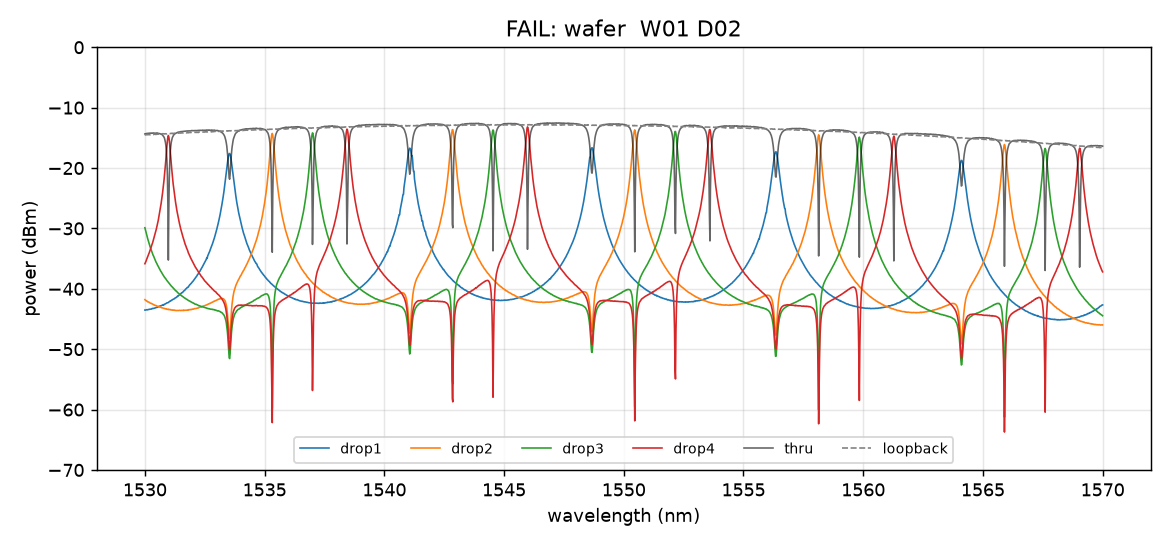 FAIL: wafer  W01 D02
0
−10
−20
−30
−40
−50
−60
−70
power (dBm)
drop1 drop2 drop3 drop4 thru loopback
1530 1535 1540 1545 1550 1555 1560 1565 1570
wavelength (nm)